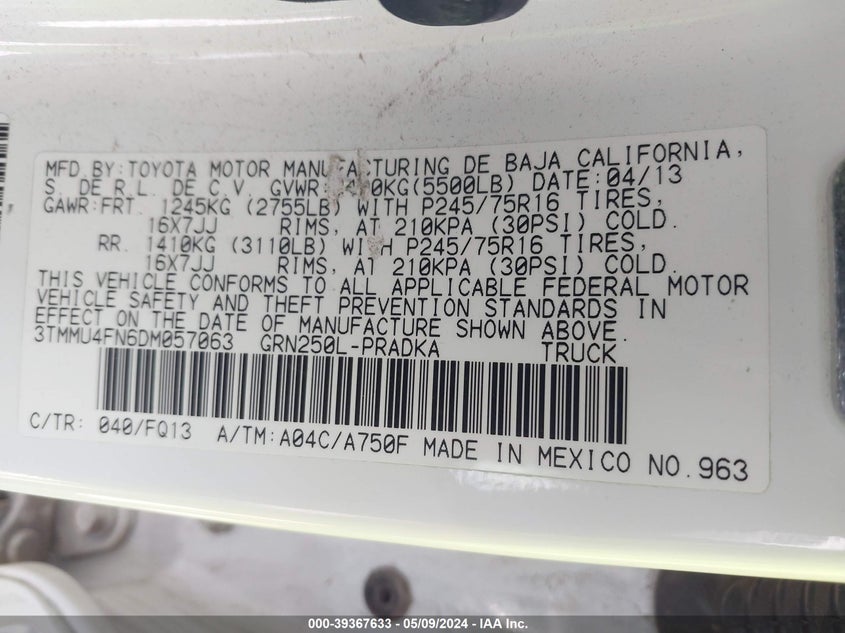 MFD.BY:TOYOTA MOTOR MANUFACTURING DE BAJA CALIFORNIA,
S. DE R.L. DE C.V. GVWR: KG(5500LB) DATE:04/13
GAWR:FRT. 1245KG (2755LB) WITH P245/75R16 TIRES,
16X7JJ RIMS, AT 210KPA (30PSI) COLD.
RR. 1410KG (3110LB) WITH P245/75R16 TIRES,
16X7JJ RIMS, AT 210KPA (30PSI) COLD.
THIS VEHICLE CONFORMS TO ALL APPLICABLE FEDERAL MOTOR
VEHICLE SAFETY AND THEFT PREVENTION STANDARDS IN
EFFECT ON THE DATE OF MANUFACTURE SHOWN ABOVE.
3TMMU4FN6DM057063 GRN250L-PRADKA TRUCK
C/TR: 040/FQ13 A/TM:A04C/A750F MADE IN MEXICO NO.963
000-39367633 - 05/09/2024 - IAA Inc.